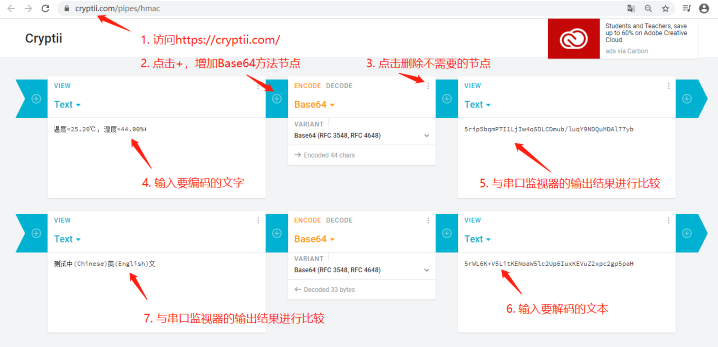 cryptii.com/pipes/hmac
Cryptii
1. 访问https://cryptii.com/
Students and Teachers, save
up to 60% on Adobe Creative
Cloud.
ads via Carbon
2. 点击+，增加Base64方法节点
3. 点击删除不需要的节点
VIEW
Text
温度=25.20℃, 湿度=44.00%H
4. 输入要编码的文字
ENCODE DECODE
Base64
VARIANT
Base64 (RFC 3548, RFC 4648)
→ Encoded 44 chars
VIEW
Text
5. 与串口监视器的输出结果进行比较
VIEW
Text
测试中(Chinese)英(English)文
7. 与串口监视器的输出结果进行比较
ENCODE DECODE
Base64
VARIANT
Base64 (RFC 3548, RFC 4648)
← Decoded 33 bytes
VIEW
Text
6. 输入要解码的文本